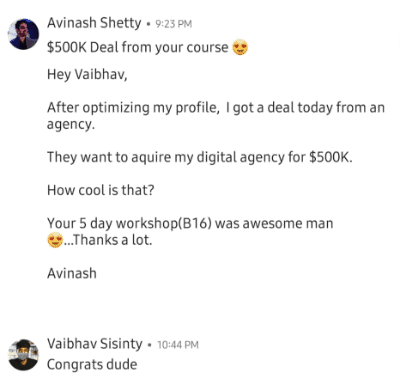 Avinash Shetty • 9:23 PM
$500K Deal from your course 😍
Hey Vaibhav,
After optimizing my profile, I got a deal today from an
agency.
They want to aquire my digital agency for $500K.
How cool is that?
Your 5 day workshop(B16) was awesome man
😍...Thanks a lot.
Avinash
Vaibhav Sisinty • 10:44 PM
Congrats dude